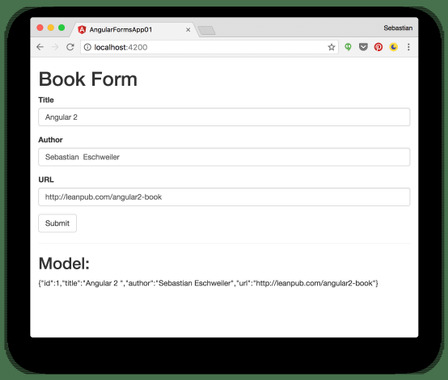 AngularFormsApp01
Sebastian
localhost:4200
Book Form
Title
Angular 2
Author
Sebastian  Eschweiler
URL
http://leanpub.com/angular2-book
Submit
Model:
{"id":1,"title":"Angular 2 ","author":"Sebastian Eschweiler","url":"http://leanpub.com/angular2-book"}